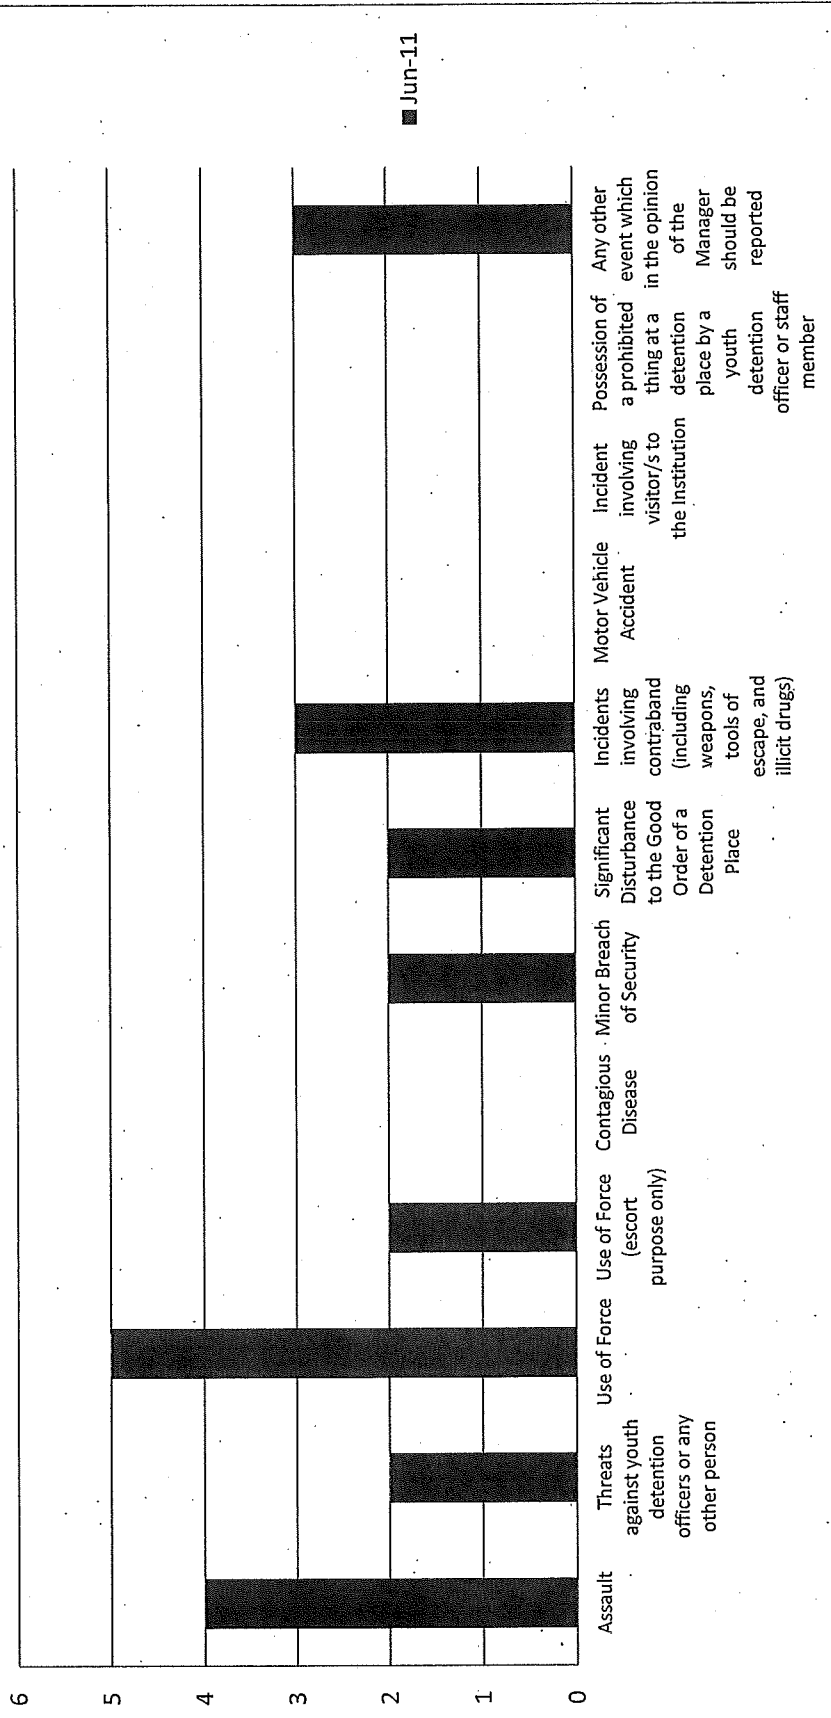 6
5
4
3
2
1
0
Assault
Threats
against youth
detention
officers or any
other person
Use of Force
Use of Force
(escort
purpose only)
Contagious
Disease
Minor Breach
of Security
Significant
Disturbance
to the Good
Order of a
Detention
Place
Incidents
involving
contraband
(including
weapons,
tools of
escape, and
illicit drugs)
Motor Vehicle
Accident
Incident
involving
visitor/s to
the Institution
Possession of
a prohibited
thing at a
detention
place by a
youth
detention
officer or staff
member
Any other
event which
in the opinion
of the
Manager
should be
reported
Jun-11